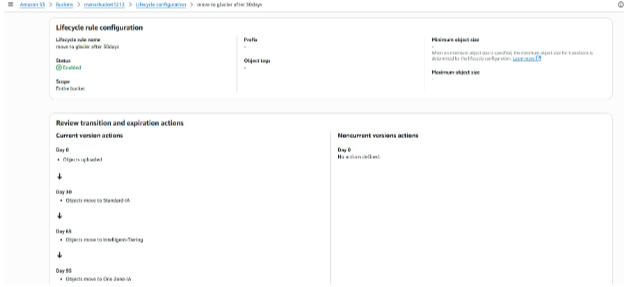 Amazon S3 > Buckets > > Lifecycle configuration > move to glacier after 30days
Lifecycle rule configuration
Lifecycle rule name
move to glacier after 30days
Status
Enabled
Scope
Entire bucket
Prefix
-
Object tags
-
Minimum object size
-
When no minimum object size is specified, the minimum object size for transitions is
determined by the lifecycle configuration. Learn more
Maximum object size
-
Review transition and expiration actions
Current version actions
Day 0
• Objects uploaded
↓
Day 30
• Objects move to Standard-IA
↓
Day 65
• Objects move to Intelligent-Tiering
↓
Day 95
• Objects move to One Zone-IA
Noncurrent versions actions
Day 0
No actions defined.